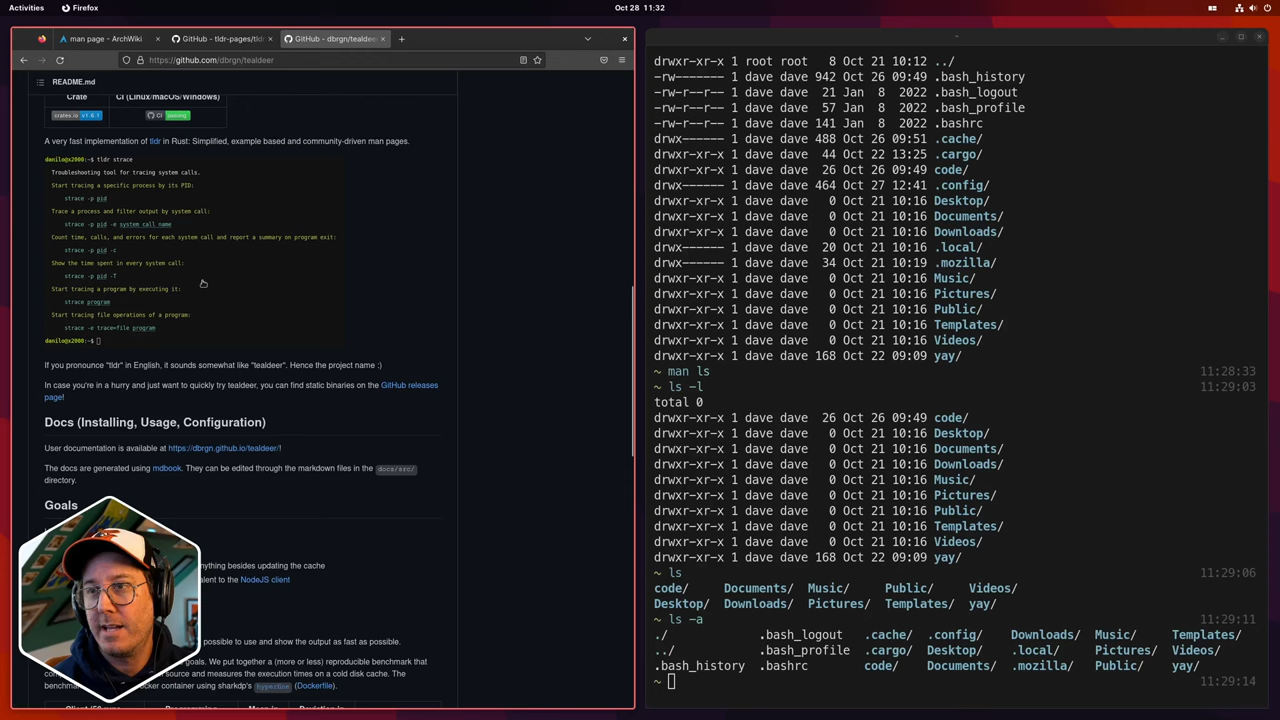 Activities
Firefox
Oct 28 11:32
man page - ArchWiki
GitHub - tldr-pages/tldr
GitHub - dbrgn/tealdeer
https://github.com/dbrgn/tealdeer
README.md
Crate CI (Linux/macOS/Windows)
crates.io v1.6.1 CI passing
A very fast implementation of tldr in Rust: Simplified, example based and community-driven man pages.
danilo@x2000:~$ tldr strace
Troubleshooting tool for tracing system calls.
Start tracing a specific process by its PID:
strace -p pid
Trace a process and filter output by system call:
strace -p pid -e system call name
Count time, calls, and errors for each system call and report a summary on program exit:
strace -p pid -c
Show the time spent in every system call:
strace -p pid -T
Start tracing a program by executing it:
strace program
Start tracing file operations of a program:
strace -e trace=file program
danilo@x2000:~$
If you pronounce "tldr" in English, it sounds somewhat like "tealdeer". Hence the project name :)
In case you're in a hurry and just want to quickly try tealdeer, you can find static binaries on the GitHub releases
page!
Docs (Installing, Usage, Configuration)
User documentation is available at https://dbrgn.github.io/tealdeer/!
The docs are generated using mdbook. They can be edited through the markdown files in the docs/src/
directory.
Goals
nything besides updating the cache
lent to the NodeJS client
possible to use and show the output as fast as possible.
goals. We put together a (more or less) reproducible benchmark that
source and measures the execution times on a cold disk cache. The
cker container using sharkdp's hyperfine (Dockerfile).
~
drwxr-xr-x 1 root root 8 Oct 21 10:12 ../
-rw------- 1 dave dave 942 Oct 26 09:49 .bash_history
-rw-r--r-- 1 dave dave 21 Jan 8 2022 .bash_logout
-rw-r--r-- 1 dave dave 57 Jan 8 2022 .bash_profile
-rw-r--r-- 1 dave dave 141 Jan 8 2022 .bashrc
drwx------ 1 dave dave 488 Oct 26 09:51 .cache/
drwxr-xr-x 1 dave dave 44 Oct 22 13:25 .cargo/
drwxr-xr-x 1 dave dave 26 Oct 26 09:49 code/
drwx------ 1 dave dave 464 Oct 27 12:41 .config/
drwxr-xr-x 1 dave dave 0 Oct 21 10:16 Desktop/
drwxr-xr-x 1 dave dave 0 Oct 21 10:16 Documents/
drwxr-xr-x 1 dave dave 0 Oct 21 10:16 Downloads/
drwx------ 1 dave dave 20 Oct 21 10:16 .local/
drwx------ 1 dave dave 34 Oct 21 10:19 .mozilla/
drwxr-xr-x 1 dave dave 0 Oct 21 10:16 Music/
drwxr-xr-x 1 dave dave 0 Oct 21 10:16 Pictures/
drwxr-xr-x 1 dave dave 0 Oct 21 10:16 Public/
drwxr-xr-x 1 dave dave 0 Oct 21 10:16 Templates/
drwxr-xr-x 1 dave dave 0 Oct 21 10:16 Videos/
drwxr-xr-x 1 dave dave 168 Oct 22 09:09 yay/
~ man ls 11:28:33
~ ls -l 11:29:03
total 0
drwxr-xr-x 1 dave dave 26 Oct 26 09:49 code/
drwxr-xr-x 1 dave dave 0 Oct 21 10:16 Desktop/
drwxr-xr-x 1 dave dave 0 Oct 21 10:16 Documents/
drwxr-xr-x 1 dave dave 0 Oct 21 10:16 Downloads/
drwxr-xr-x 1 dave dave 0 Oct 21 10:16 Music/
drwxr-xr-x 1 dave dave 0 Oct 21 10:16 Pictures/
drwxr-xr-x 1 dave dave 0 Oct 21 10:16 Public/
drwxr-xr-x 1 dave dave 0 Oct 21 10:16 Templates/
drwxr-xr-x 1 dave dave 0 Oct 21 10:16 Videos/
drwxr-xr-x 1 dave dave 168 Oct 22 09:09 yay/
~ ls 11:29:06
code/ Documents/ Music/ Public/ Videos/
Desktop/ Downloads/ Pictures/ Templates/ yay/
~ ls -a 11:29:11
./ .bash_logout .cache/ .config/ Downloads/ Music/ Templates/
../ .bash_profile .cargo/ Desktop/ .local/ Pictures/ Videos/
.bash_history .bashrc code/ Documents/ .mozilla/ Public/ yay/
~ 11:29:14